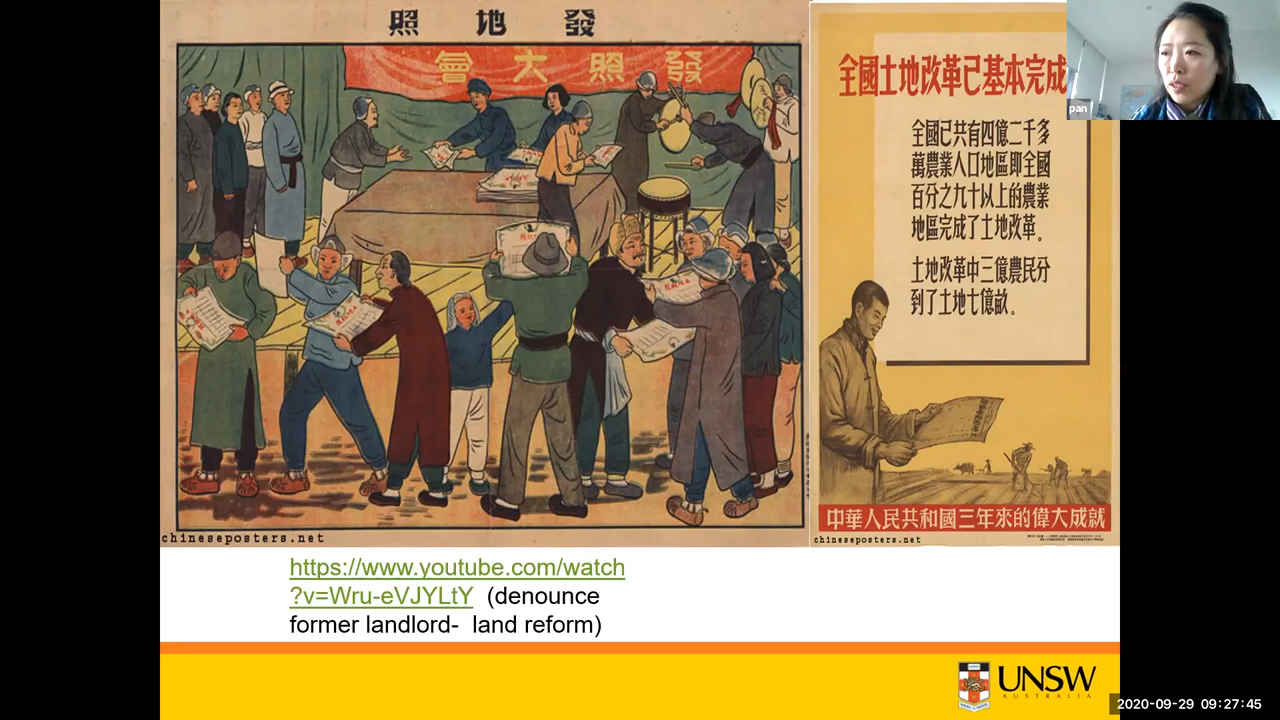 照地發
會大照發
chineseposters.net
全國土地改革已基本完成
全國已共有四億二千多
萬農業人口地區即全國
百分之九十以上的農業
地區完成了土地改革。
土地改革中三億農民分
到了土地七億畝。
中華人民共和國三年來的偉大成就
chineseposters.net
pan
https://www.youtube.com/watch
?v=Wru-eVJYLtY (denounce
former landlord- land reform)
UNSW
AUSTRALIA
2020-09-29 09:27:45